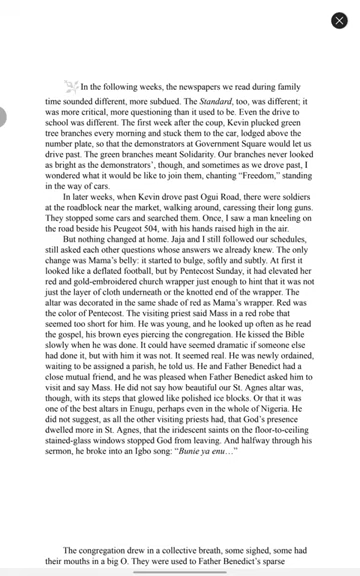 In the following weeks, the newspapers we read during family
time sounded different, more subdued. The Standard, too, was different; it
was more critical, more questioning than it used to be. Even the drive to
school was different. The first week after the coup, Kevin plucked green
tree branches every morning and stuck them to the car, lodged above the
number plate, so that the demonstrators at Government Square would let us
drive past. The green branches meant Solidarity. Our branches never looked
as bright as the demonstrators', though, and sometimes as we drove past, I
wondered what it would be like to join them, chanting “Freedom,” standing
in the way of cars.
In later weeks, when Kevin drove past Ogui Road, there were soldiers
at the roadblock near the market, walking around, caressing their long guns.
They stopped some cars and searched them. Once, I saw a man kneeling on
the road beside his Peugeot 504, with his hands raised high in the air.
But nothing changed at home. Jaja and I still followed our schedules,
still asked each other questions whose answers we already knew. The only
change was Mama's belly: it started to bulge, softly and subtly. At first it
looked like a deflated football, but by Pentecost Sunday, it had elevated her
red and gold-embroidered church wrapper just enough to hint that it was not
just the layer of cloth underneath or the knotted end of the wrapper. The
altar was decorated in the same shade of red as Mama's wrapper. Red was
the color of Pentecost. The visiting priest said Mass in a red robe that
seemed too short for him. He was young, and he looked up often as he read
the gospel, his brown eyes piercing the congregation. He kissed the Bible
slowly when he was done. It could have seemed dramatic if someone else
had done it, but with him it was not. It seemed real. He was newly ordained,
waiting to be assigned a parish, he told us. He and Father Benedict had a
close mutual friend, and he was pleased when Father Benedict asked him to
visit and say Mass. He did not say how beautiful our St. Agnes altar was,
though, with its steps that glowed like polished ice blocks. Or that it was
one of the best altars in Enugu, perhaps even in the whole of Nigeria. He
did not suggest, as all the other visiting priests had, that God's presence
dwelled more in St. Agnes, that the iridescent saints on the floor-to-ceiling
stained-glass windows stopped God from leaving. And halfway through his
sermon, he broke into an Igbo song: “Bunie ya enu…”
The congregation drew in a collective breath, some sighed, some had
their mouths in a big O. They were used to Father Benedict's sparse